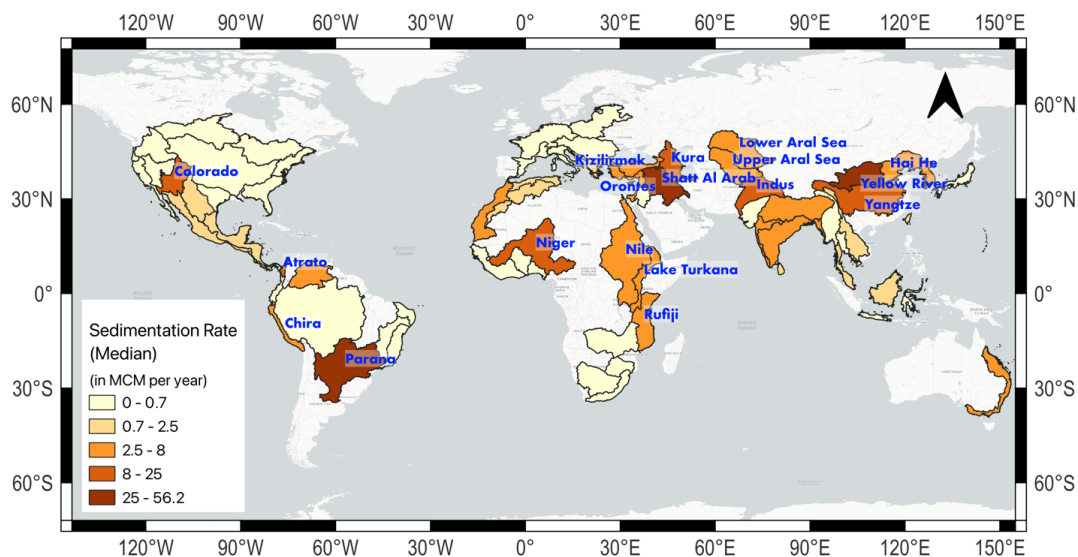 120°W 90°W 60°W 30°W 0° 30°E 60°E 90°E 120°E 150°E
60°N 60°N
Lower Aral Sea
Kizilirmak Kura Upper Aral Sea Hai He
Colorado
Orontes Shatt Al Arab Indus Yellow River
30°N 30°N
Yangtze
Niger Nile
Atrato Lake Turkana
0° 0°
Chira Rufiji
Parana
Sedimentation Rate
(Median)
(in MCM per year)
0 - 0.7
0.7 - 2.5
2.5 - 8
8 - 25
25 - 56.2
30°S 30°S
60°S 60°S
120°W 90°W 60°W 30°W 0° 30°E 60°E 90°E 120°E 150°E